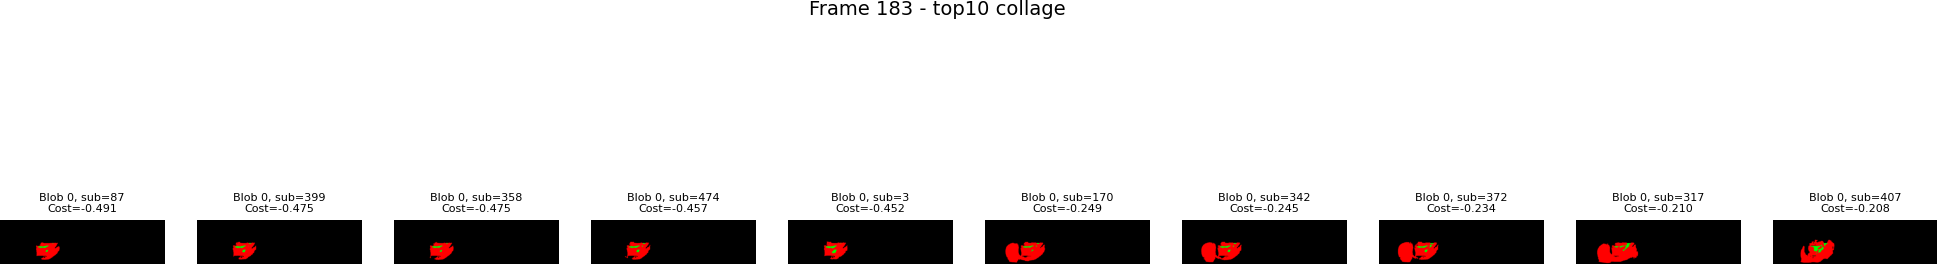 Frame 183 - top10 collage
Blob 0, sub=87
Cost=-0.491
Blob 0, sub=399
Cost=-0.475
Blob 0, sub=358
Cost=-0.475
Blob 0, sub=474
Cost=-0.457
Blob 0, sub=3
Cost=-0.452
Blob 0, sub=170
Cost=-0.249
Blob 0, sub=342
Cost=-0.245
Blob 0, sub=372
Cost=-0.234
Blob 0, sub=317
Cost=-0.210
Blob 0, sub=407
Cost=-0.208